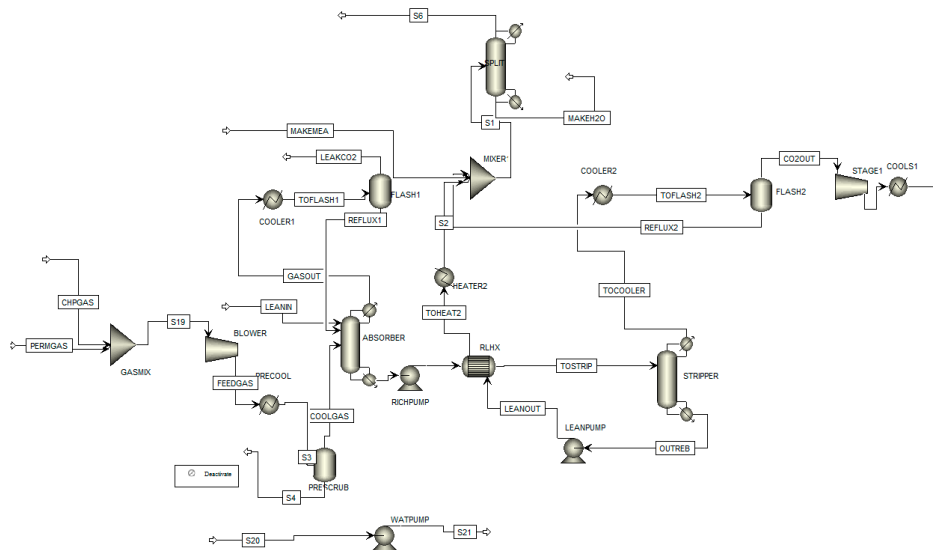 S6
SPLIT
MAKEH2O
S1
MAKEMEA
MIXER1
LEAKCO2
FLASH1
TOFLASH1
COOLER1
REFLUX1
CO2OUT
STAGE1
COOLS1
COOLER2
TOFLASH2
FLASH2
S2
REFLUX2
GASOUT
HEATER2
TOCOOLER
CHPGAS
LEANIN
TOHEAT2
S19
BLOWER
ABSORBER
PERMGAS
GASMIX
RLHX
TOSTRIP
STRIPPER
FEEDGAS
PRECOOL
RICHPUMP
COOLGAS
LEANOUT
LEANPUMP
OUTREB
S3
Deactivate
PRESCRUB
S4
WATPUMP
S20
S21